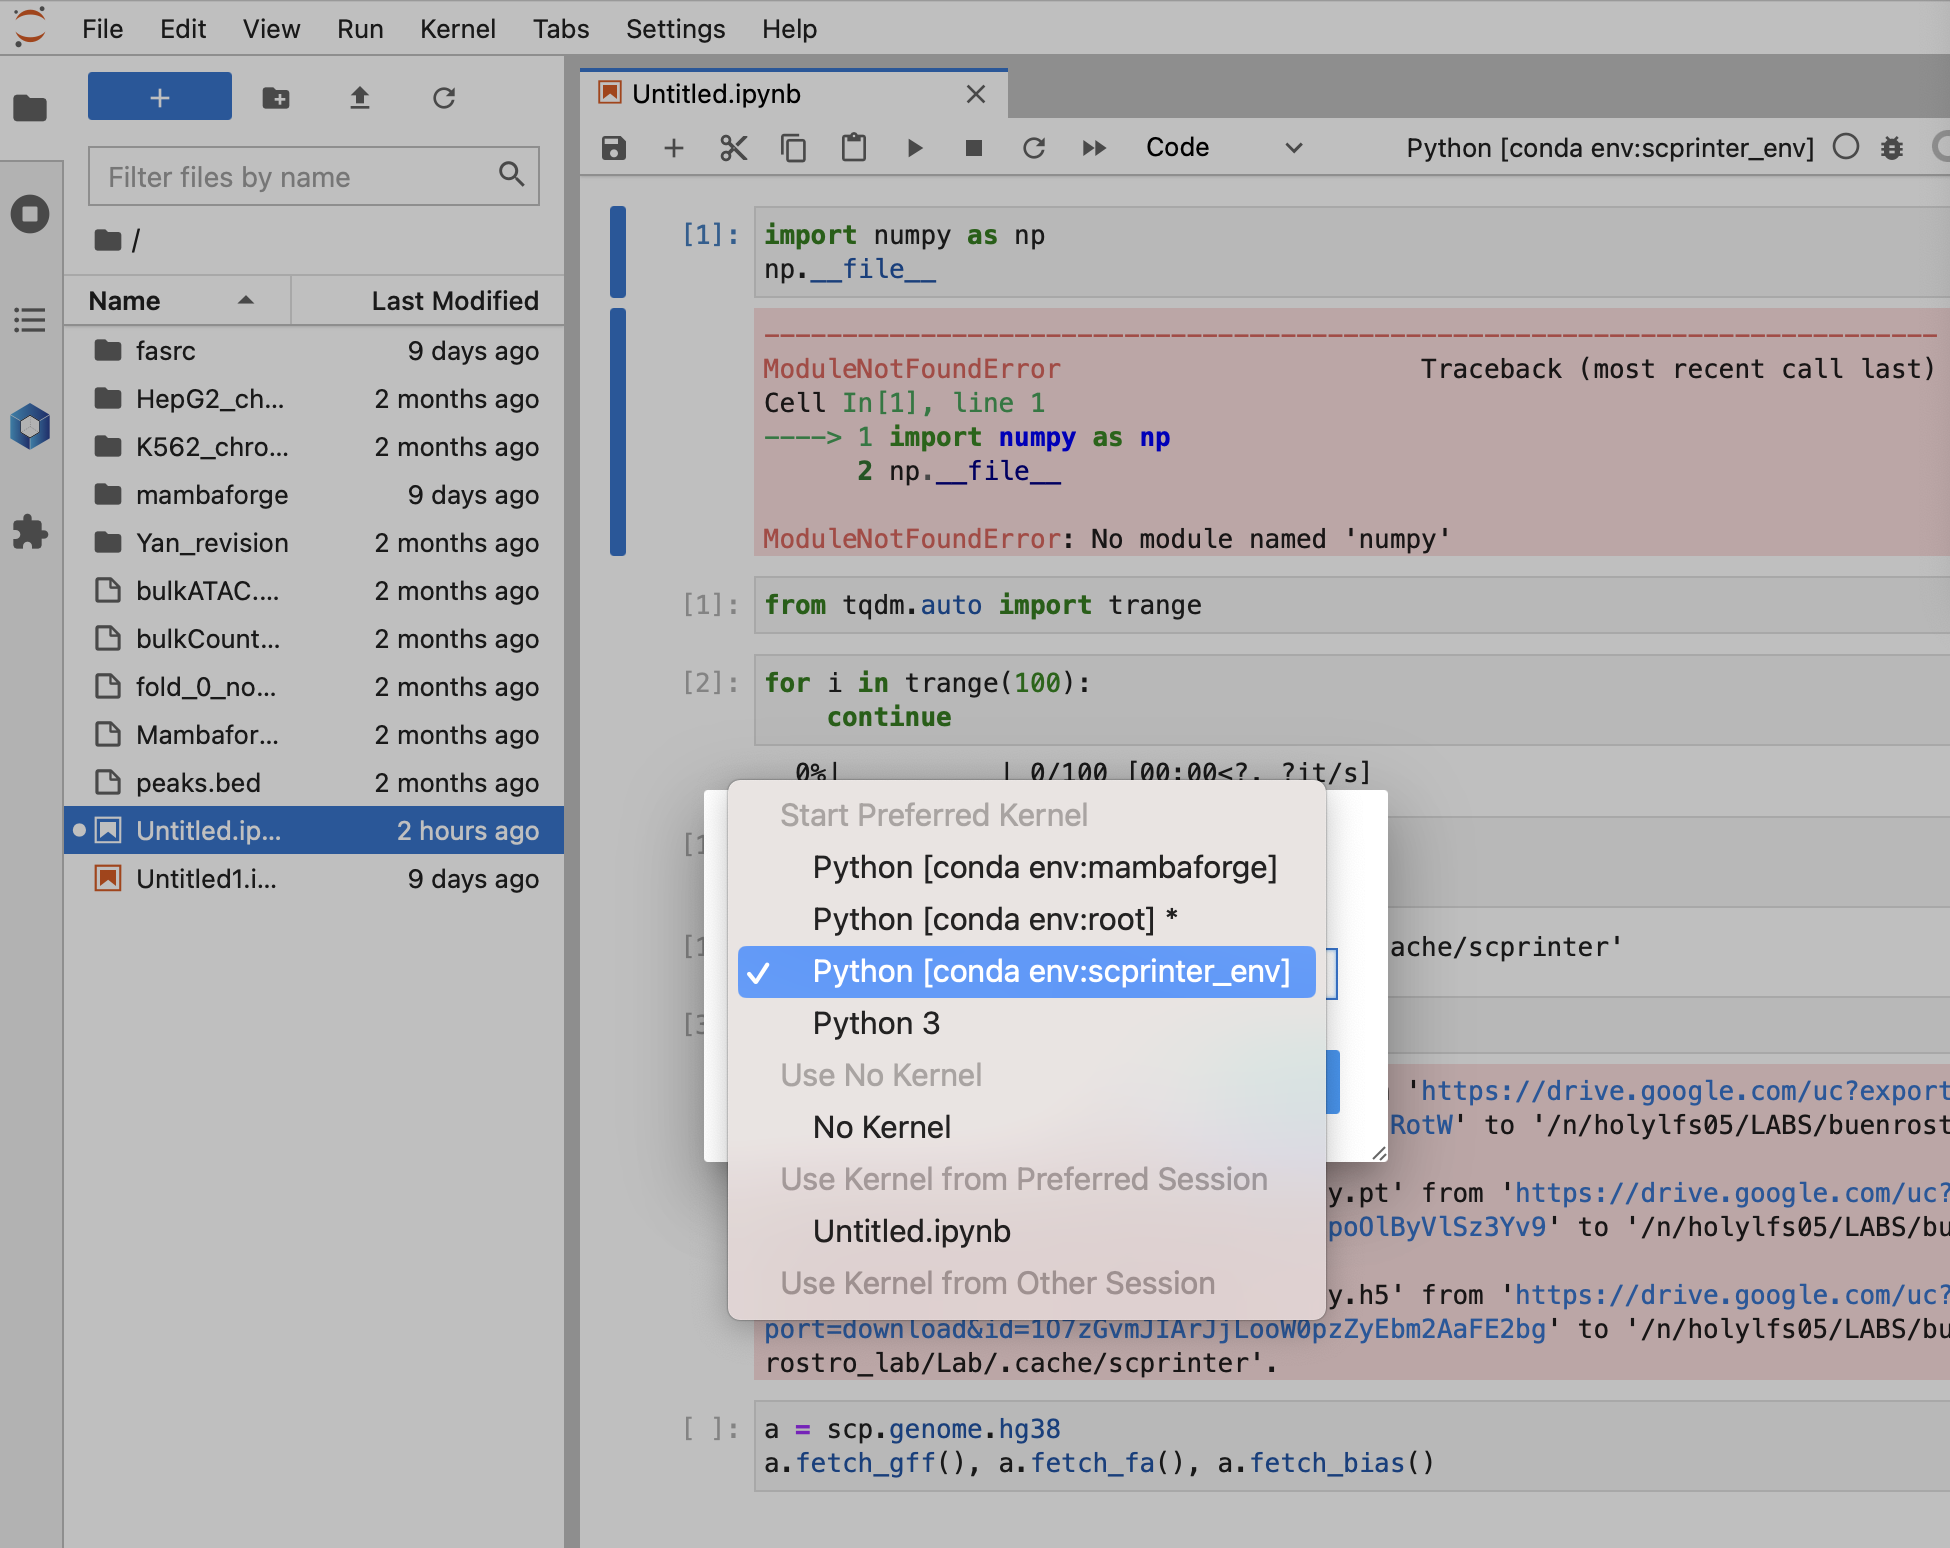 File Edit View Run Kernel Tabs Settings Help
+
Filter files by name
/
Name Last Modified
fasrc 9 days ago
HepG2_ch... 2 months ago
K562_chro... 2 months ago
mambaforge 9 days ago
Yan_revision 2 months ago
bulkATAC.... 2 months ago
bulkCount... 2 months ago
fold_0_no... 2 months ago
Mambafor... 2 months ago
peaks.bed 2 months ago
Untitled.ip... 2 hours ago
Untitled1.i... 9 days ago
Untitled.ipynb
Code Python [conda env:scprinter_env]
[1]: import numpy as np
np.__file__
---------------------------------------------------------------------------
ModuleNotFoundError Traceback (most recent call last)
Cell In[1], line 1
----> 1 import numpy as np
2 np.__file__
ModuleNotFoundError: No module named 'numpy'
[1]: from tqdm.auto import trange
[2]: for i in trange(100):
continue
0%| | 0/100 [00:00<?, ?it/s]
Start Preferred Kernel
Python [conda env:mambaforge]
Python [conda env:root] *
Python [conda env:scprinter_env]
Python 3
Use No Kernel
No Kernel
Use Kernel from Preferred Session
Untitled.ipynb
Use Kernel from Other Session
[1
[1
ache/scprinter'
[3
'https://drive.google.com/uc?export
RotW' to '/n/holylfs05/LABS/buenrost
y.pt' from 'https://drive.google.com/uc?
poOlByVlSz3Yv9' to '/n/holylfs05/LABS/bu
y.h5' from 'https://drive.google.com/uc?
port=download&id=1O7zGvmJIArJjLooW0pzZyEbm2AaFE2bg' to '/n/holylfs05/LABS/bu
rostro_lab/Lab/.cache/scprinter'.
[ ]: a = scp.genome.hg38
a.fetch_gff(), a.fetch_fa(), a.fetch_bias()